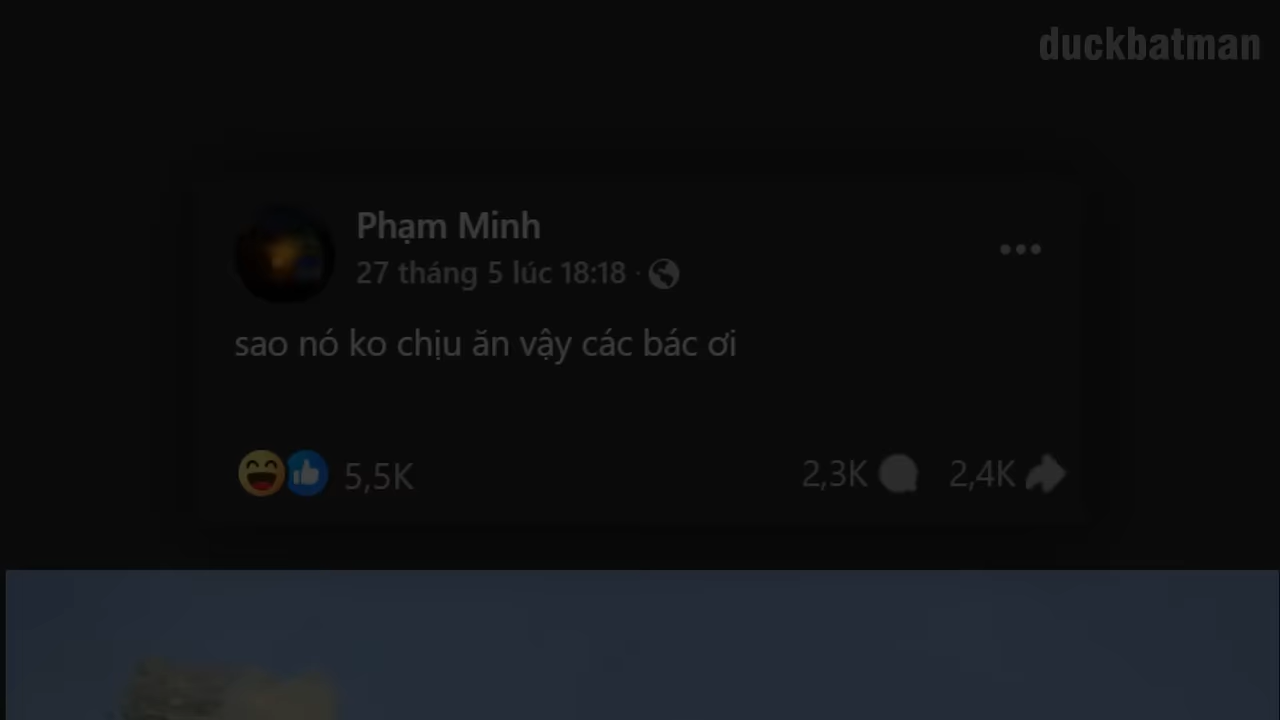 duckbatman
Phạm Minh
27 tháng 5 lúc 18:18 ·
sao nó ko chịu ăn vậy các bác ơi
5,5K
2,3K
2,4K